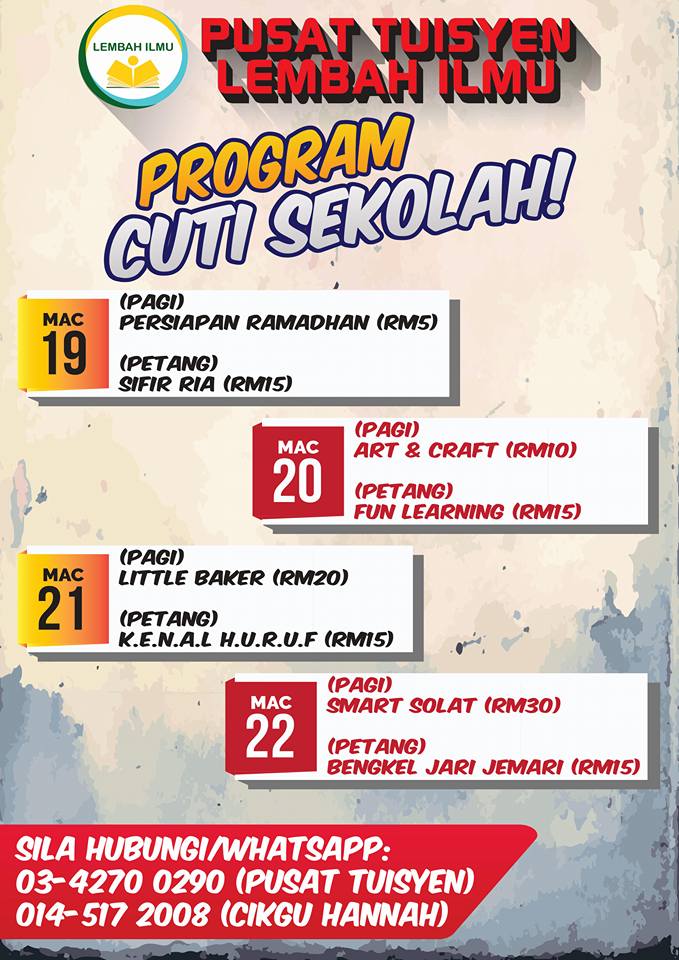 LEMBAH ILMU
PUSAT TUISYEN
LEMBAH ILMU
PROGRAM
CUTI SEKOLAH!
MAC
19
(PAGI)
PERSIAPAN RAMADHAN (RM5)
(PETANG)
SIFIR RIA (RM15)
MAC
20
(PAGI)
ART & CRAFT (RM10)
(PETANG)
FUN LEARNING (RM15)
MAC
21
(PAGI)
LITTLE BAKER (RM20)
(PETANG)
K.E.N.A.L H.U.R.U.F (RM15)
MAC
22
(PAGI)
SMART SOLAT (RM30)
(PETANG)
BENGKEL JARI JEMARI (RM15)
SILA HUBUNGI/WHATSAPP:
03-4270 0290 (PUSAT TUISYEN)
014-517 2008 (CIKGU HANNAH)